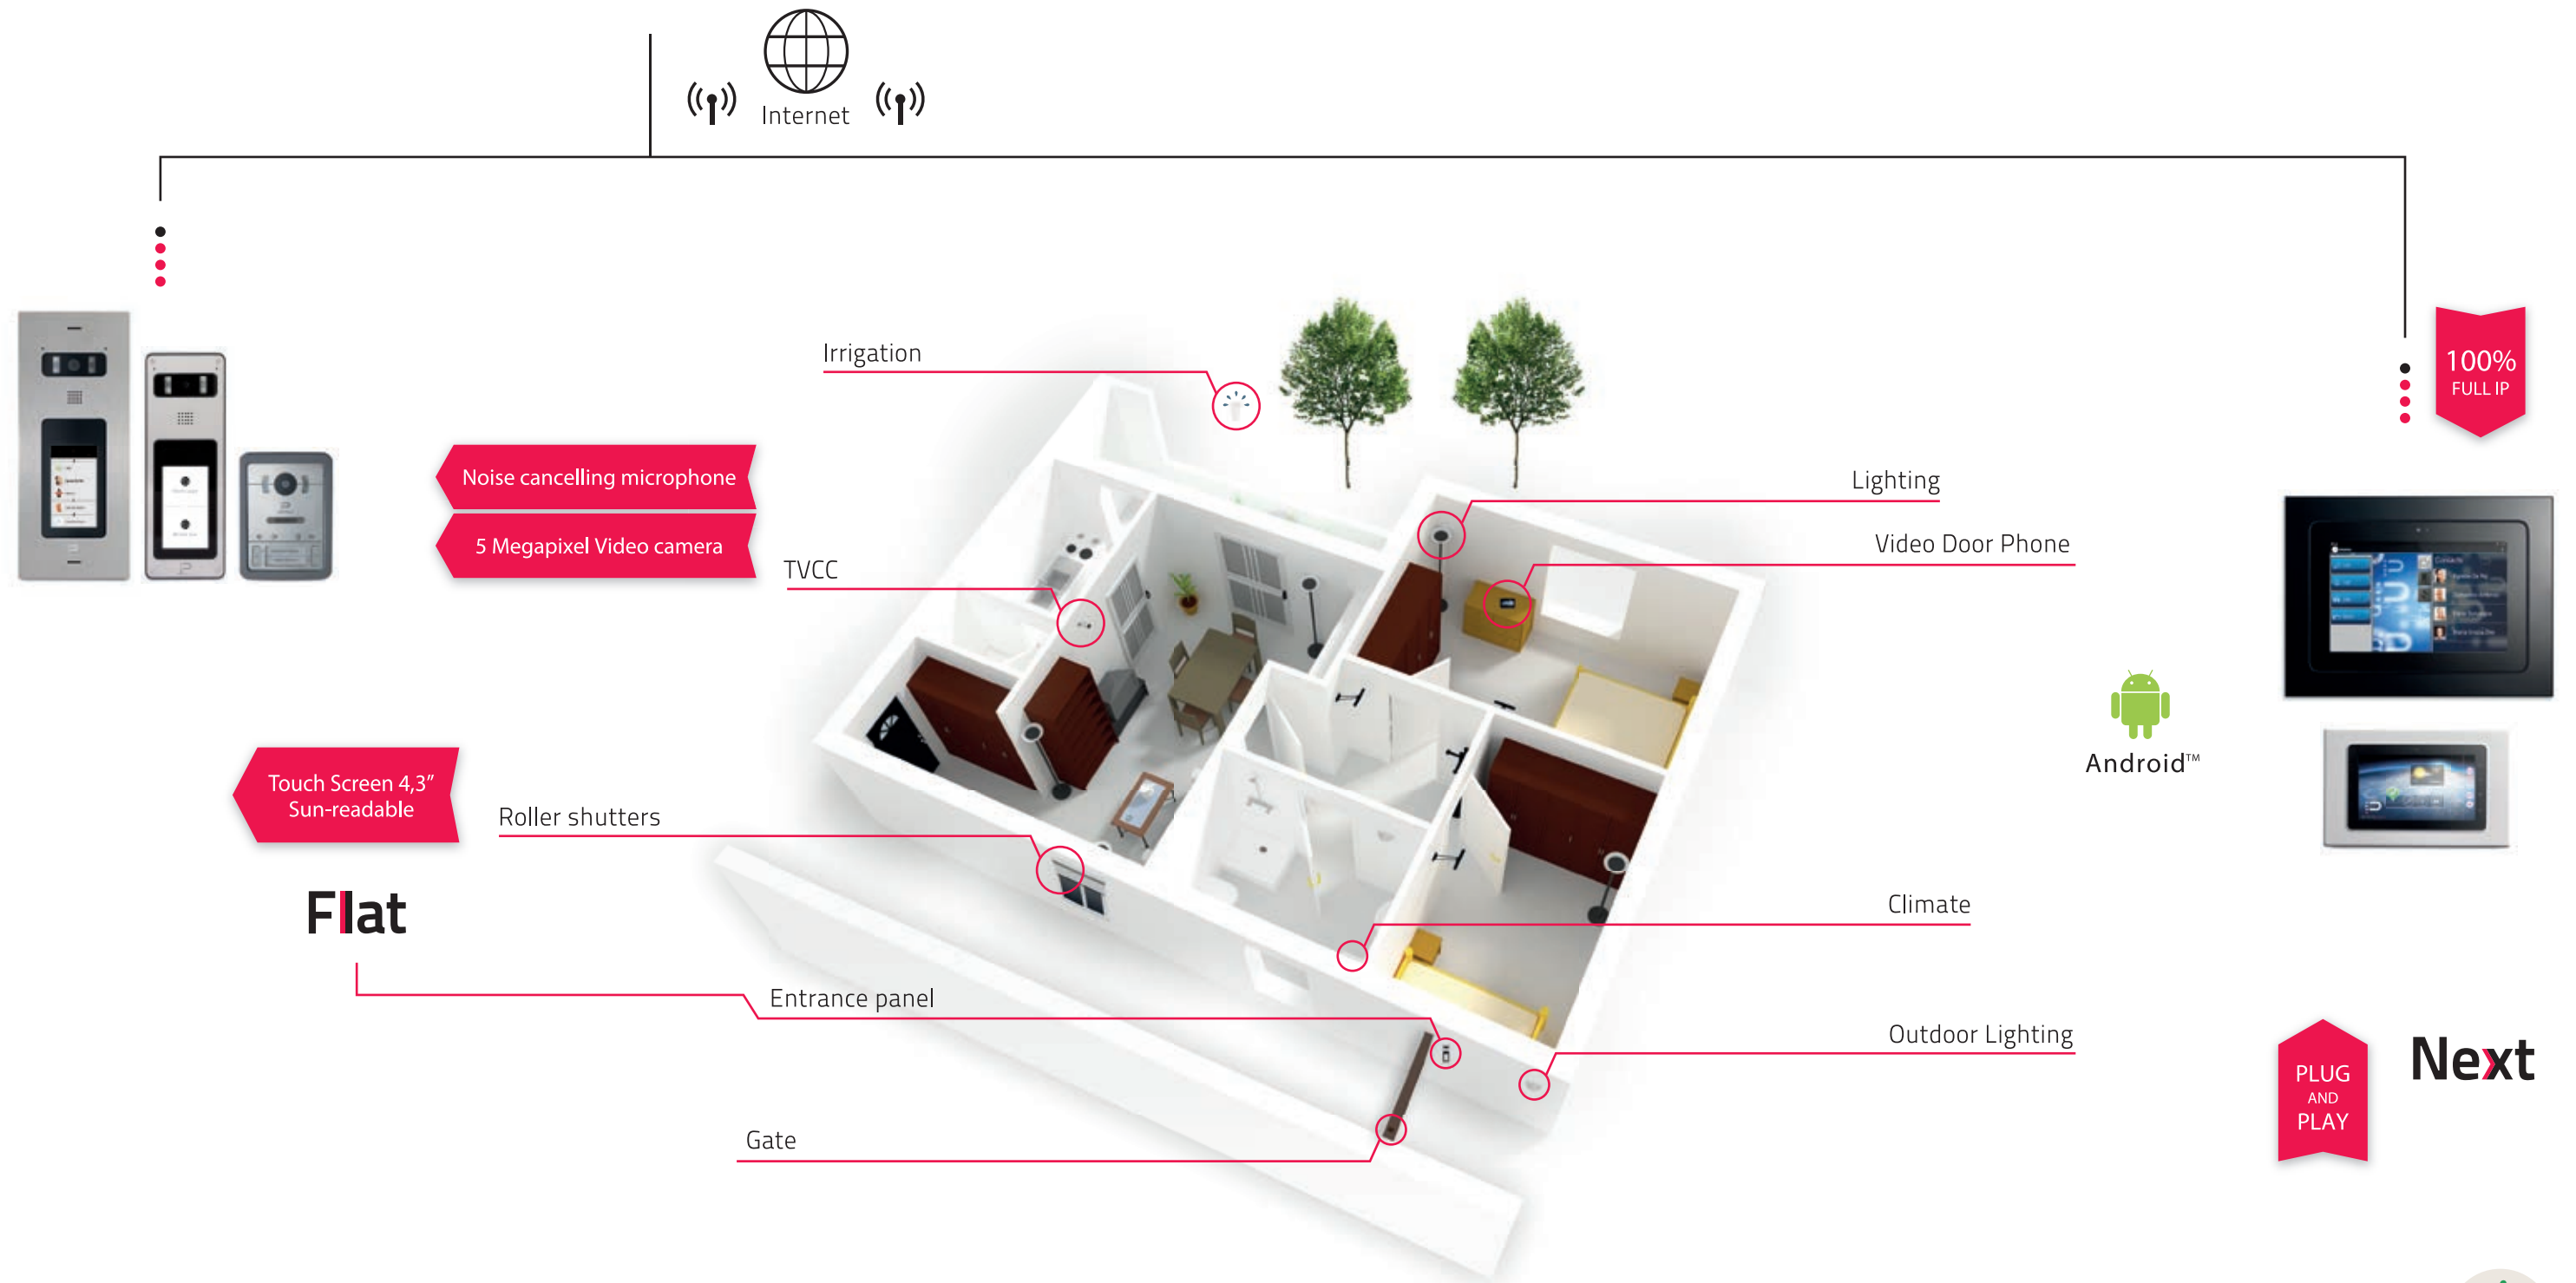 Internet
100%
FULL IP
Irrigation
Noise cancelling microphone
5 Megapixel Video camera
TVCC
Lighting
Video Door Phone
Touch Screen 4,3”
Sun-readable
Roller shutters
Android™
Flat
Climate
Entrance panel
Outdoor Lighting
Gate
PLUG
AND
PLAY
Next